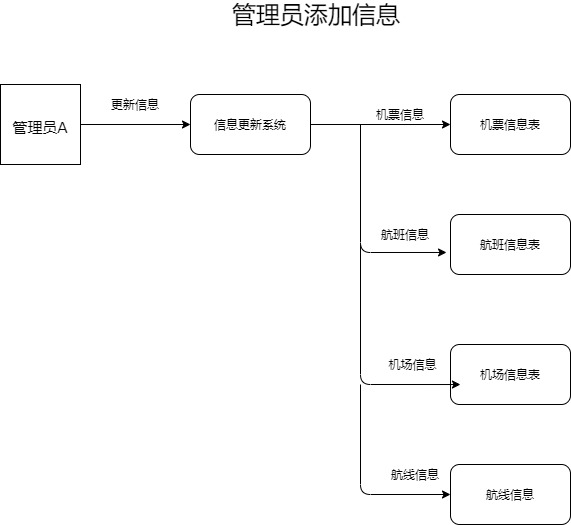 管理员添加信息
管理员A
更新信息
信息更新系统
机票信息
机票信息表
航班信息
航班信息表
机场信息
机场信息表
航线信息
航线信息